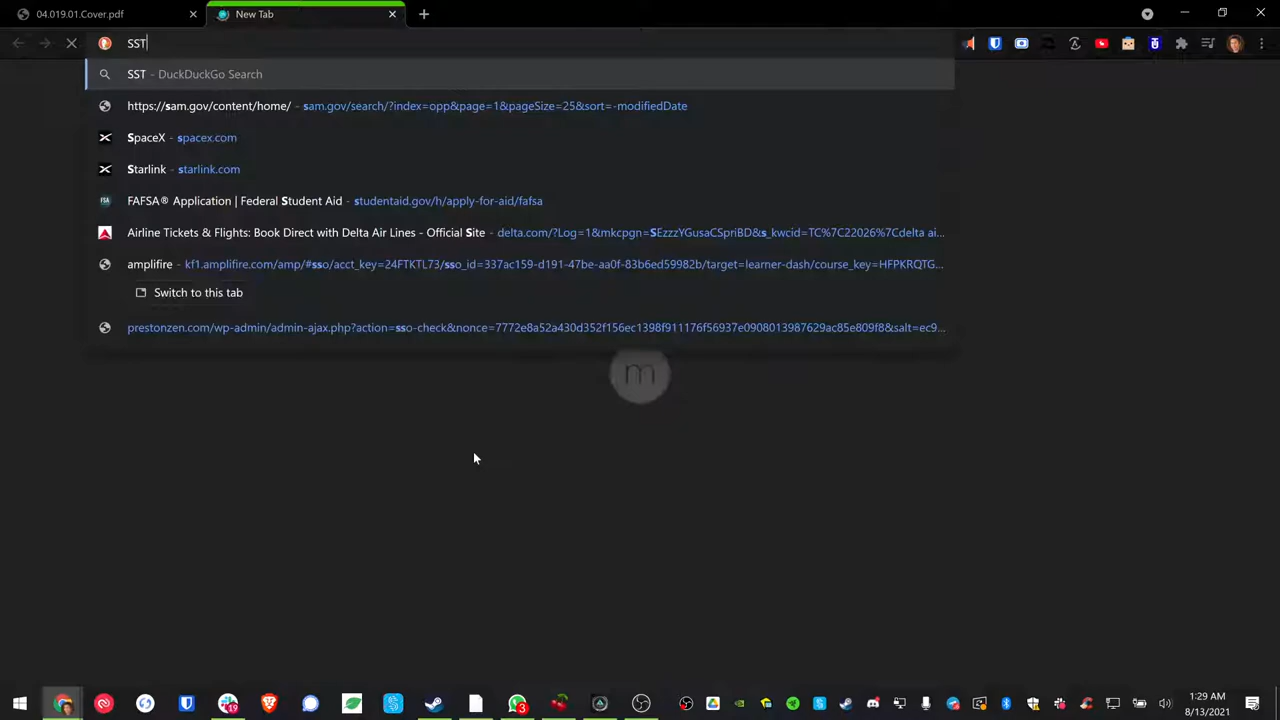 04.019.01.Cover.pdf
New Tab
SST
SST - DuckDuckGo Search
https://sam.gov/content/home/ - sam.gov/search/?index=opp&page=1&pageSize=25&sort=-modifiedDate
SpaceX - spacex.com
Starlink - starlink.com
FAFSA® Application | Federal Student Aid - studentaid.gov/h/apply-for-aid/fafsa
Airline Tickets & Flights: Book Direct with Delta Air Lines - Official Site - delta.com/?Log=1&mkcpgn=SEzzzYGusaCSpriBD&s_kwcid=TC%7C22026%7Cdelta ai...
amplifire - kf1.amplifire.com/amp/#sso/acct_key=24FTKTL73/sso_id=337ac159-d191-47be-aa0f-83b6ed59982b/target=learner-dash/course_key=HFPKRQTG...
Switch to this tab
prestonzen.com/wp-admin/admin-ajax.php?action=sso-check&nonce=7772e8a52a430d352f156ec1398f911176f56937e0908013987629ac85e809f8&salt=ec9...
m
19
3
1:29 AM
8/13/2021